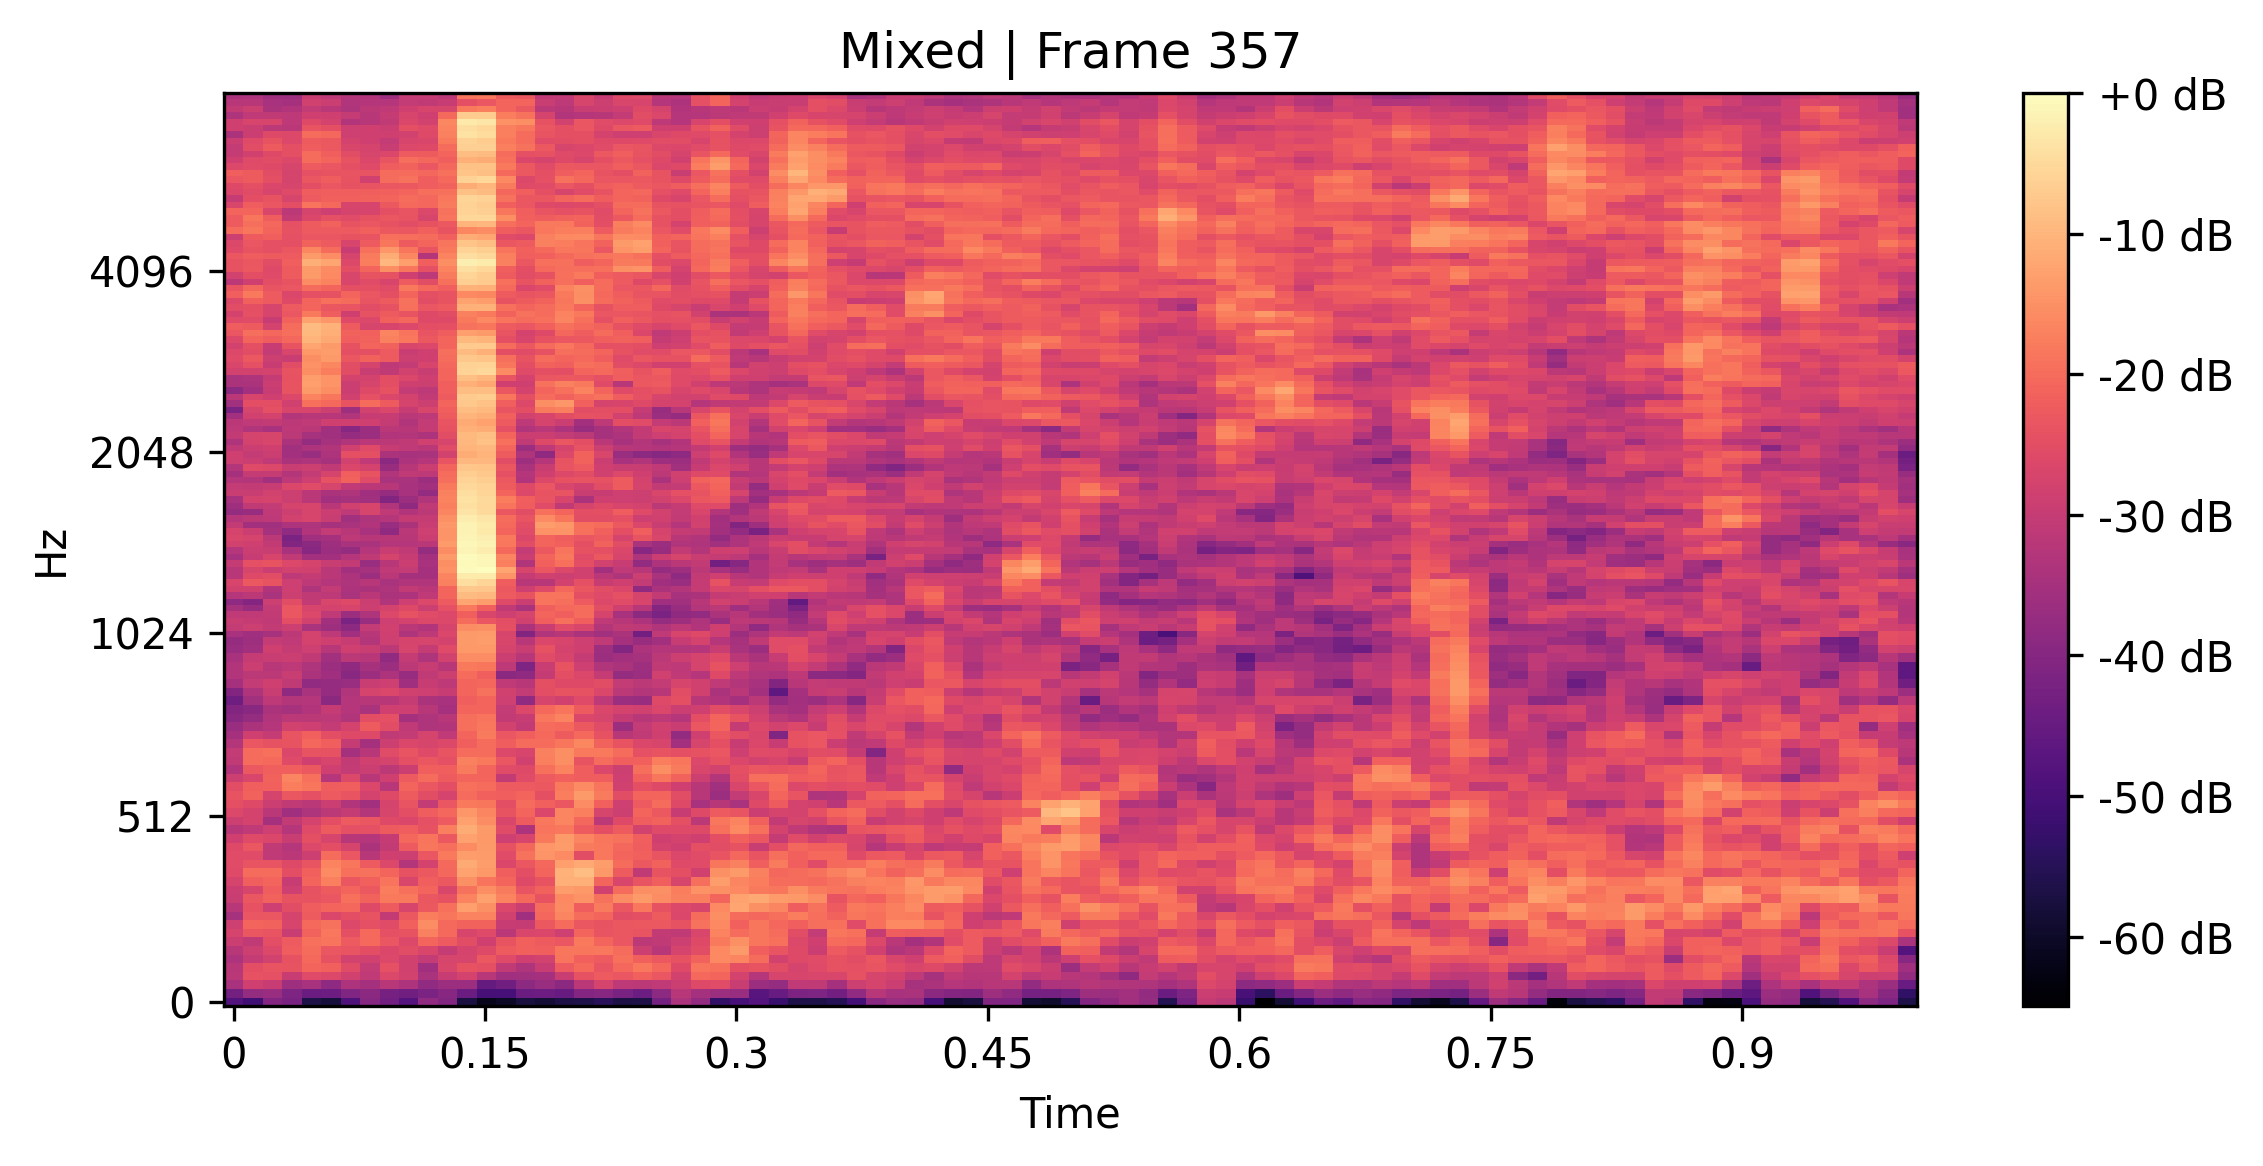 Mixed | Frame 357
+0 dB
-10 dB
-20 dB
-30 dB
-40 dB
-50 dB
-60 dB
4096
2048
1024
512
0
Hz
0 0.15 0.3 0.45 0.6 0.75 0.9
Time